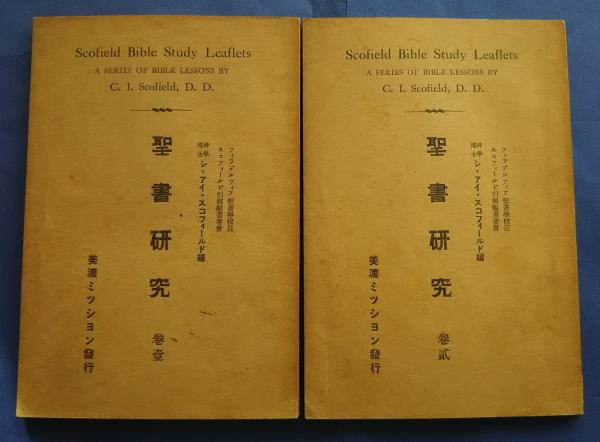 Scofield Bible Study Leaflets
A SERIES OF BIBLE LESSONS BY
C. I. Scofield, D. D.
フィラデルフィア聖書學校長
スコフィールド引照聖書著者
神學博士 シ・アイ・スコフィールド編
聖書研究 卷壹
美濃ミツシヨン發行
Scofield Bible Study Leaflets
A SERIES OF BIBLE LESSONS BY
C. I. Scofield, D. D.
フィラデルフィア聖書學校長
スコフィールド引照聖書著者
神學博士 シ・アイ・スコフィールド編
聖書研究 卷貳
美濃ミツシヨン發行